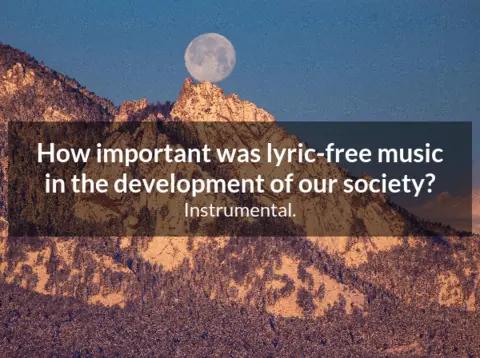 How important was lyric-free music
in the development of our society?
Instrumental.